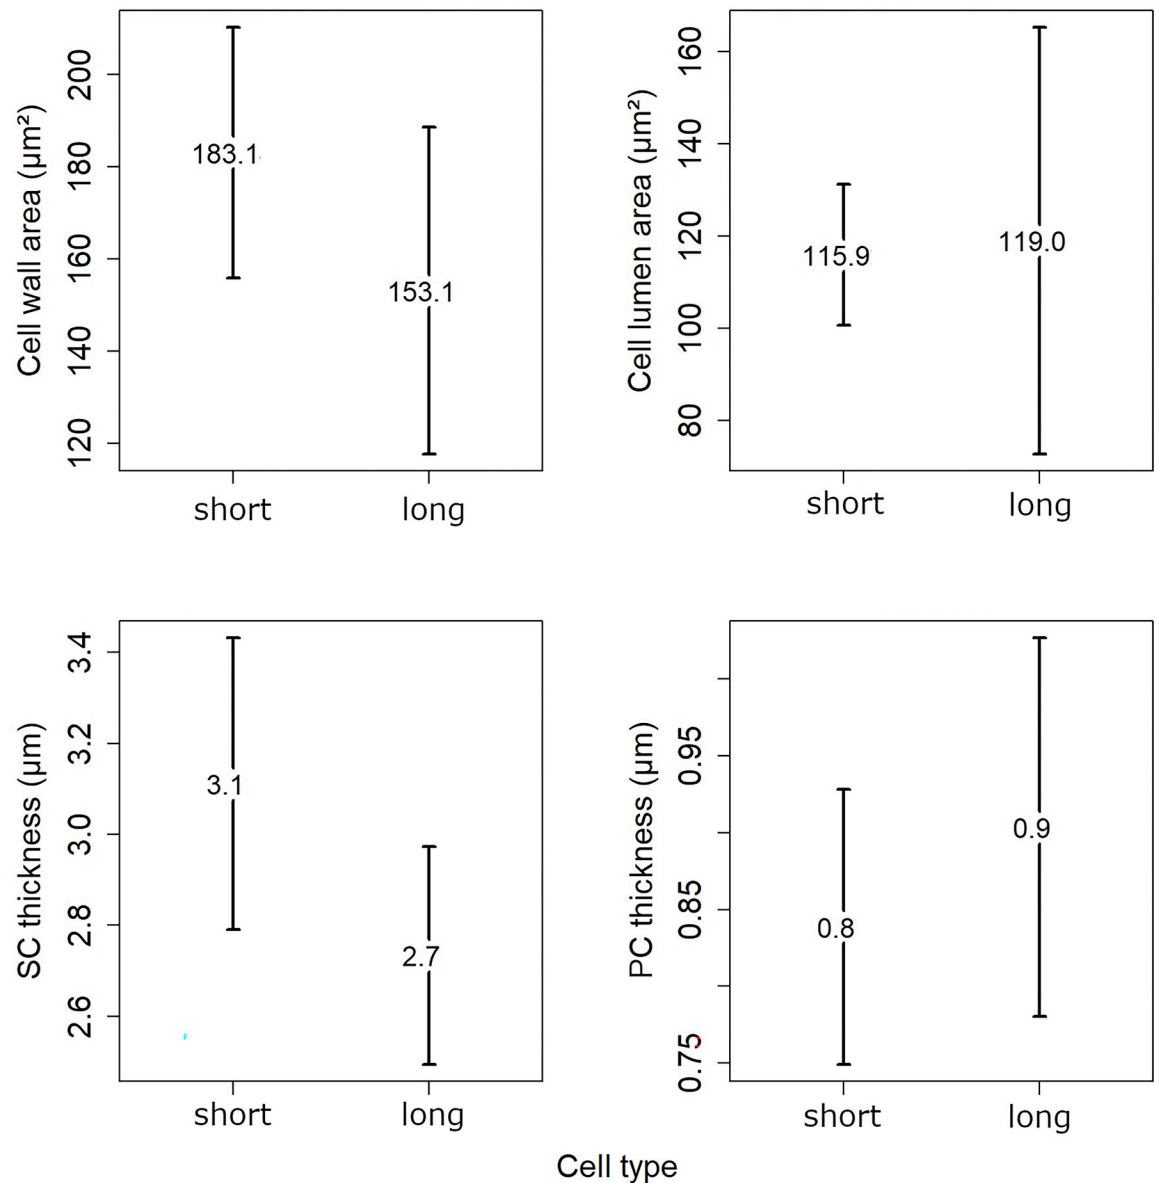 Cell wall area (µm²)
200
180
160
140
120
183.1
153.1
short long
Cell lumen area (µm²)
160
140
120
100
80
115.9
119.0
short long
SC thickness (µm)
3.4
3.2
3.0
2.8
2.6
3.1
2.7
short long
PC thickness (µm)
0.95
0.85
0.75
0.8
0.9
short long
Cell type